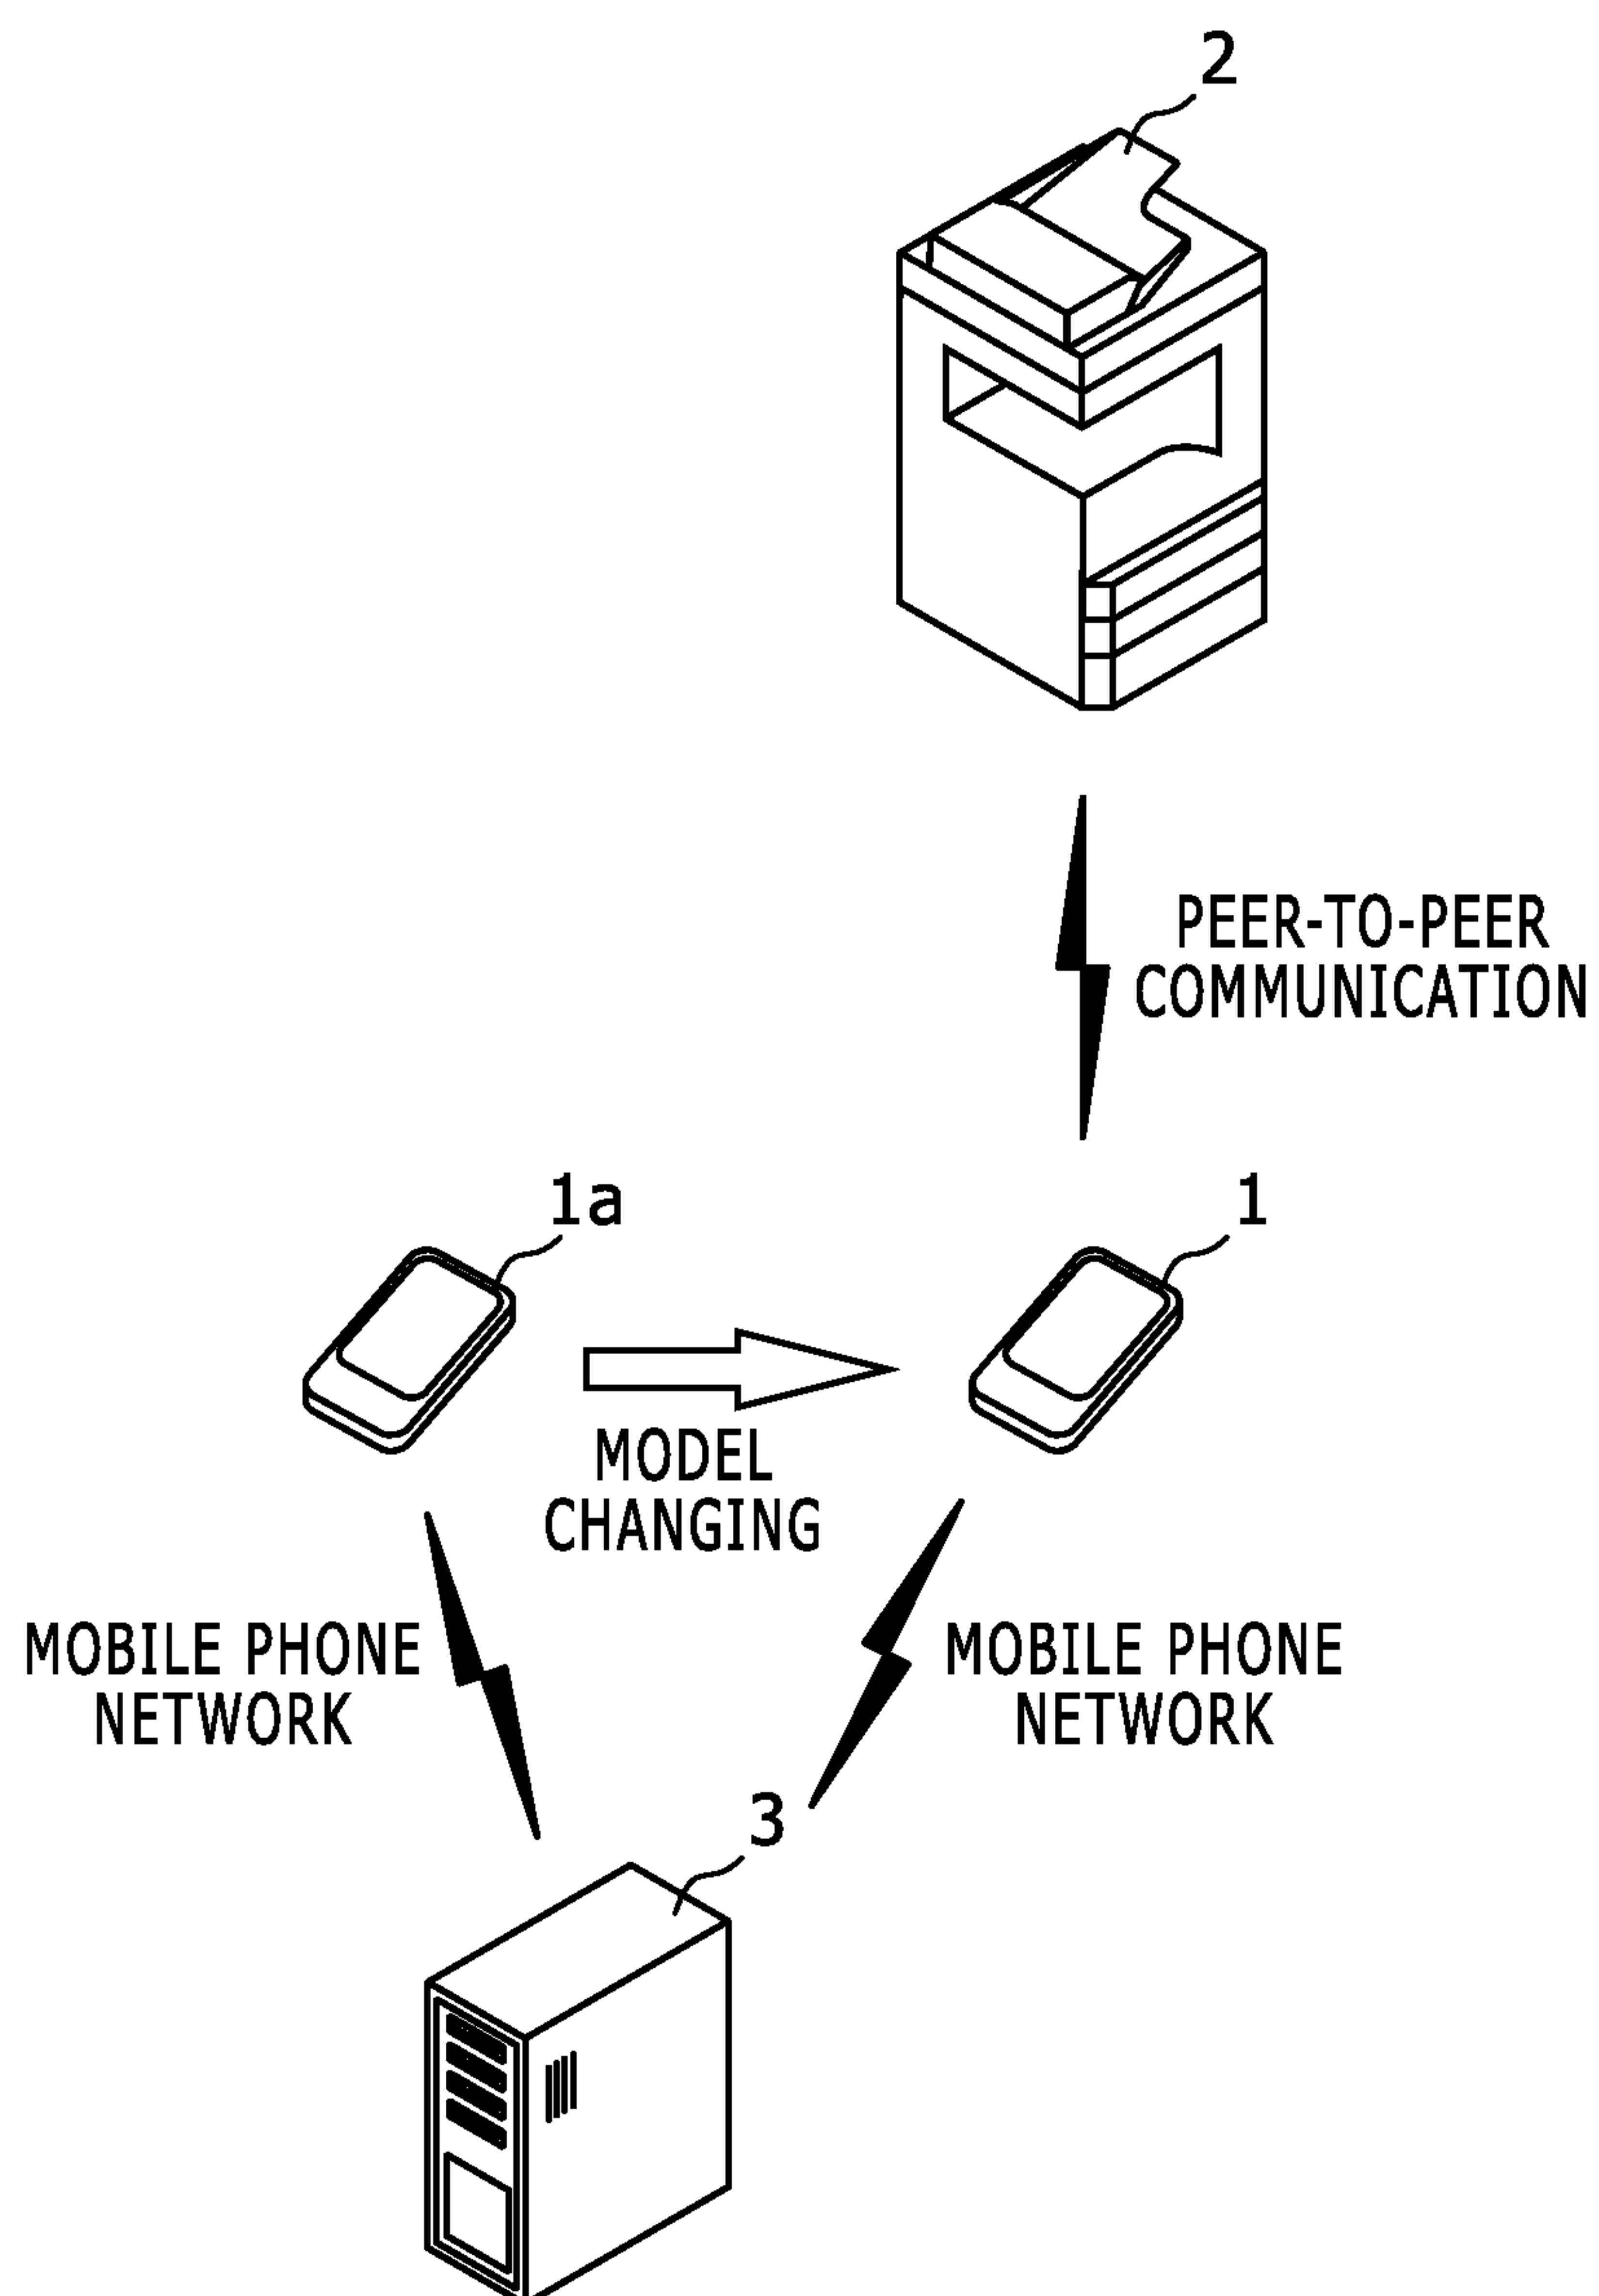 2
PEER-TO-PEER
COMMUNICATION
1a
1
MODEL
CHANGING
MOBILE PHONE
NETWORK
MOBILE PHONE
NETWORK
3